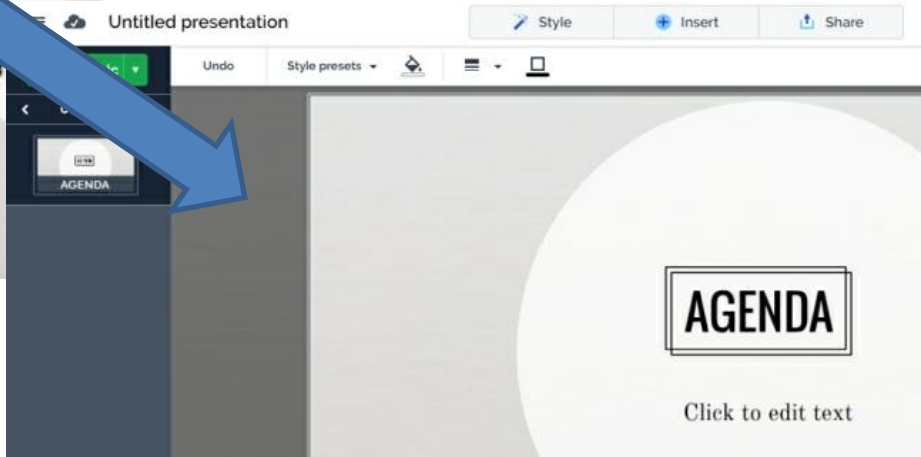 Untitled presentation
Style
Insert
Share
Undo
Style presets
AGENDA
AGENDA
Click to edit text